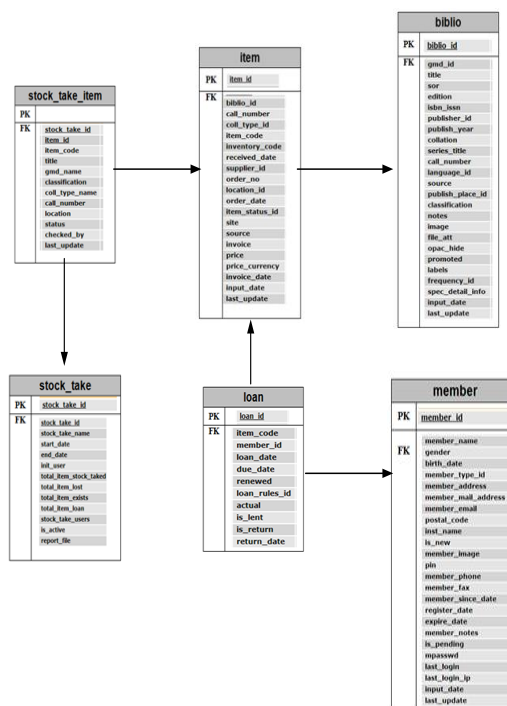 biblio
PK biblio_id
FK gmd_id
title
sor
edition
isbn_issn
publisher_id
publish_year
collation
series_title
call_number
language_id
source
publish_place_id
classification
notes
image
file_att
opac_hide
promoted
labels
frequency_id
spec_detail_info
input_date
last_update
item
PK item_id
FK
biblio_id
call_number
coll_type_id
item_code
inventory_code
received_date
supplier_id
order_no
location_id
order_date
item_status_id
site
source
invoice
price
price_currency
invoice_date
input_date
last_update
stock_take_item
PK
FK stock_take_id
item_id
item_code
title
gmd_name
classification
coll_type_name
call_number
location
status
checked_by
last_update
stock_take
PK stock_take_id
FK stock_take_id
stock_take_name
start_date
end_date
init_user
total_item_stock_taked
total_item_lost
total_item_exists
total_item_loan
stock_take_users
is_active
report_file
loan
PK loan_id
FK item_code
member_id
loan_date
due_date
renewed
loan_rules_id
actual
is_lent
is_return
return_date
member
PK member_id
member_name
FK gender
birth_date
member_type_id
member_address
member_mail_address
member_email
postal_code
inst_name
is_new
member_image
pin
member_phone
member_fax
member_since_date
register_date
expire_date
member_notes
is_pending
mpasswd
last_login
last_login_ip
input_date
last_update